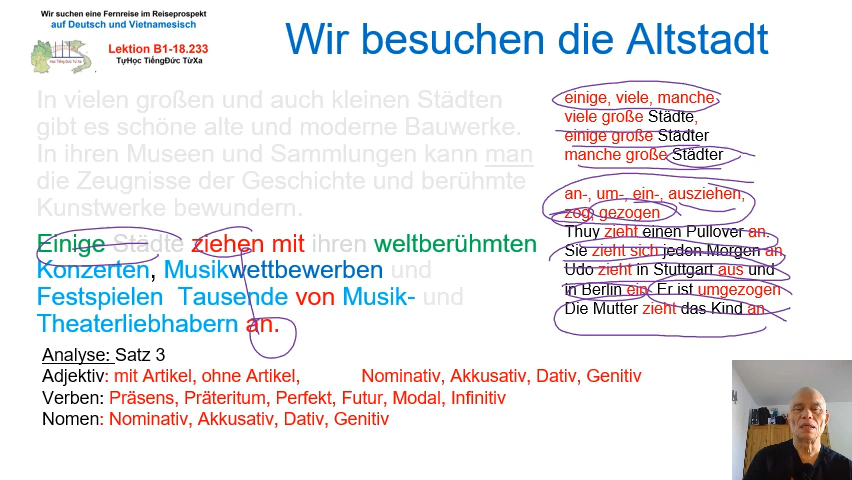 Wir suchen eine Fernreise im Reiseprospekt
auf Deutsch und Vietnamesisch
Lektion B1-18.233
TựHọc TiếngĐức TừXa
Học TiếngĐức Từ Xa
Wir besuchen die Altstadt
In vielen großen und auch kleinen Städten
gibt es schöne alte und moderne Bauwerke.
In ihren Museen und Sammlungen kann man
die Zeugnisse der Geschichte und berühmte
Kunstwerke bewundern.
Einige Städte ziehen mit ihren weltberühmten
Konzerten, Musikwettbewerben und
Festspielen Tausende von Musik- und
Theaterliebhabern an.
einige, viele, manche,
viele große Städte,
einige große Städter
manche große Städter
an-, um-, ein-, ausziehen,
zog, gezogen
Thuy zieht einen Pullover an.
Sie zieht sich jeden Morgen an,
Udo zieht in Stuttgart aus und
in Berlin ein. Er ist umgezogen
Die Mutter zieht das Kind an.
Analyse: Satz 3
Adjektiv: mit Artikel, ohne Artikel, Nominativ, Akkusativ, Dativ, Genitiv
Verben: Präsens, Präteritum, Perfekt, Futur, Modal, Infinitiv
Nomen: Nominativ, Akkusativ, Dativ, Genitiv